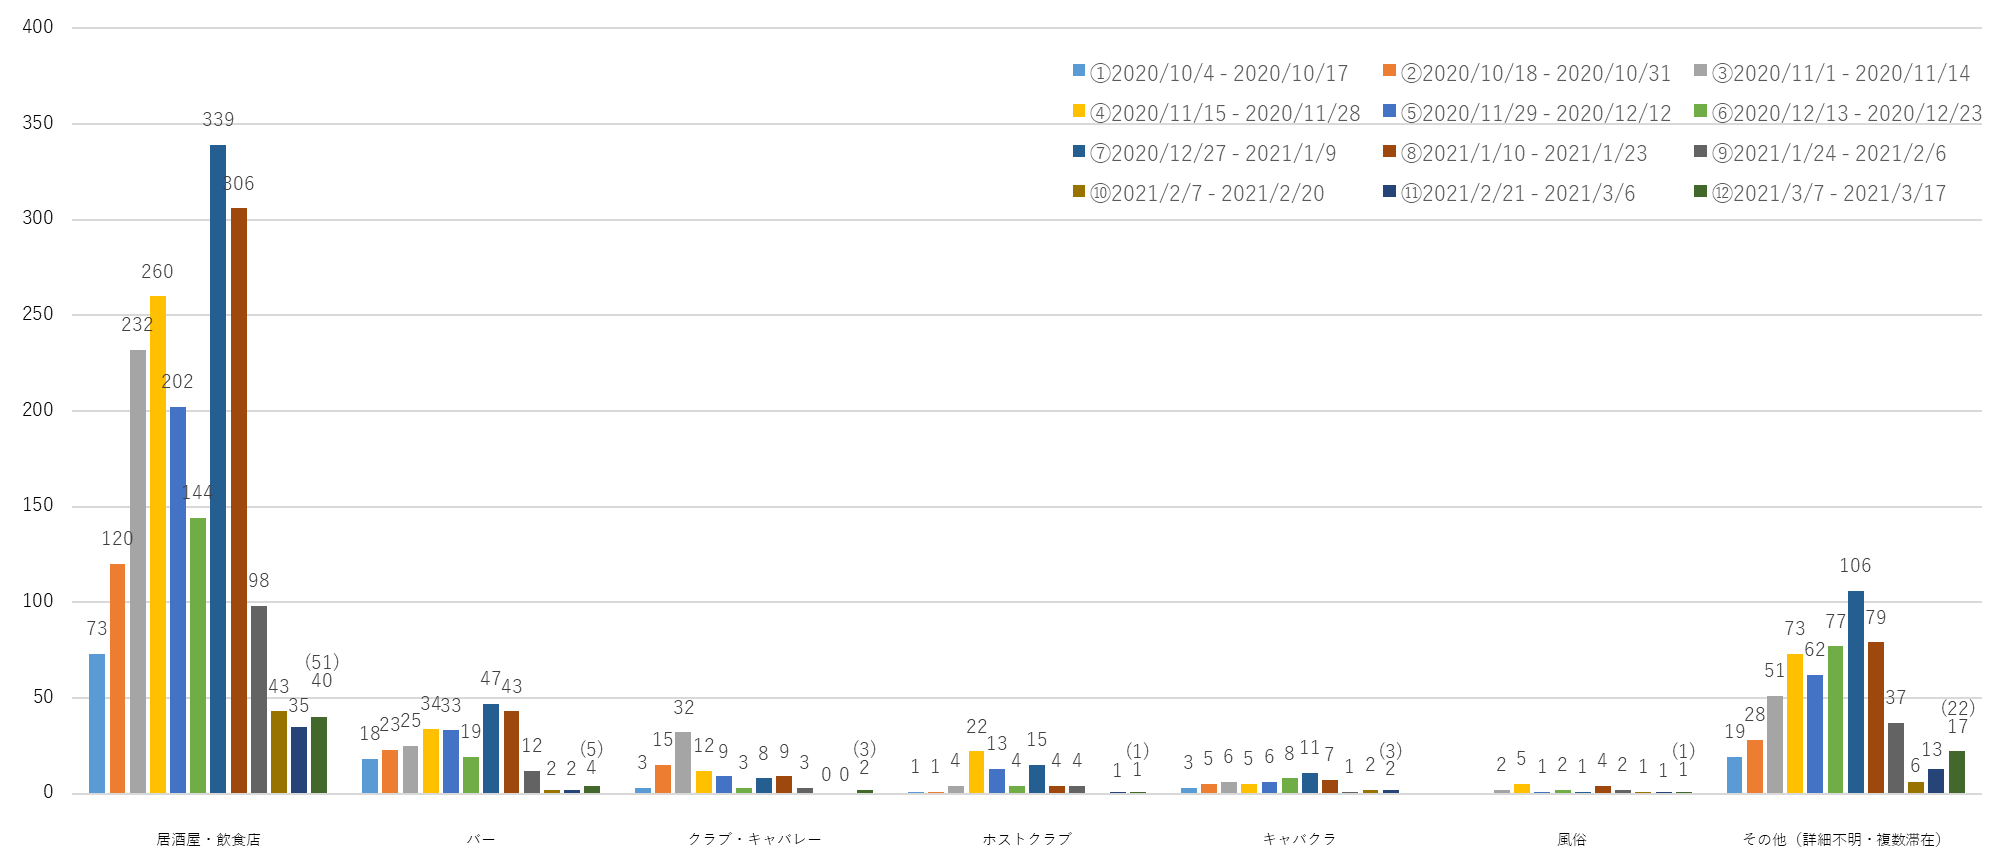 400
350
300
250
200
150
100
50
0
①2020/10/4 - 2020/10/17 ②2020/10/18 - 2020/10/31 ③2020/11/1 - 2020/11/14
④2020/11/15 - 2020/11/28 ⑤2020/11/29 - 2020/12/12 ⑥2020/12/13 - 2020/12/23
⑦2020/12/27 - 2021/1/9 ⑧2021/1/10 - 2021/1/23 ⑨2021/1/24 - 2021/2/6
⑩2021/2/7 - 2021/2/20 ⑪2021/2/21 - 2021/3/6 ⑫2021/3/7 - 2021/3/17
73 120 232 260 202 144 339 306 98 43 35 (51) 40
18 23 25 34 33 19 47 43 12 2 2 (5) 4
3 15 32 12 9 3 8 9 3 0 0 (3) 2
1 1 4 22 13 4 15 4 4 1 (1) 1
3 5 6 5 6 8 11 7 1 2 (3) 2
2 5 1 2 1 4 2 1 1 (1) 1
19 28 51 73 62 77 106 79 37 6 13 (22) 17
居酒屋・飲食店 バー クラブ・キャバレー ホストクラブ キャバクラ 風俗 その他（詳細不明・複数滞在）